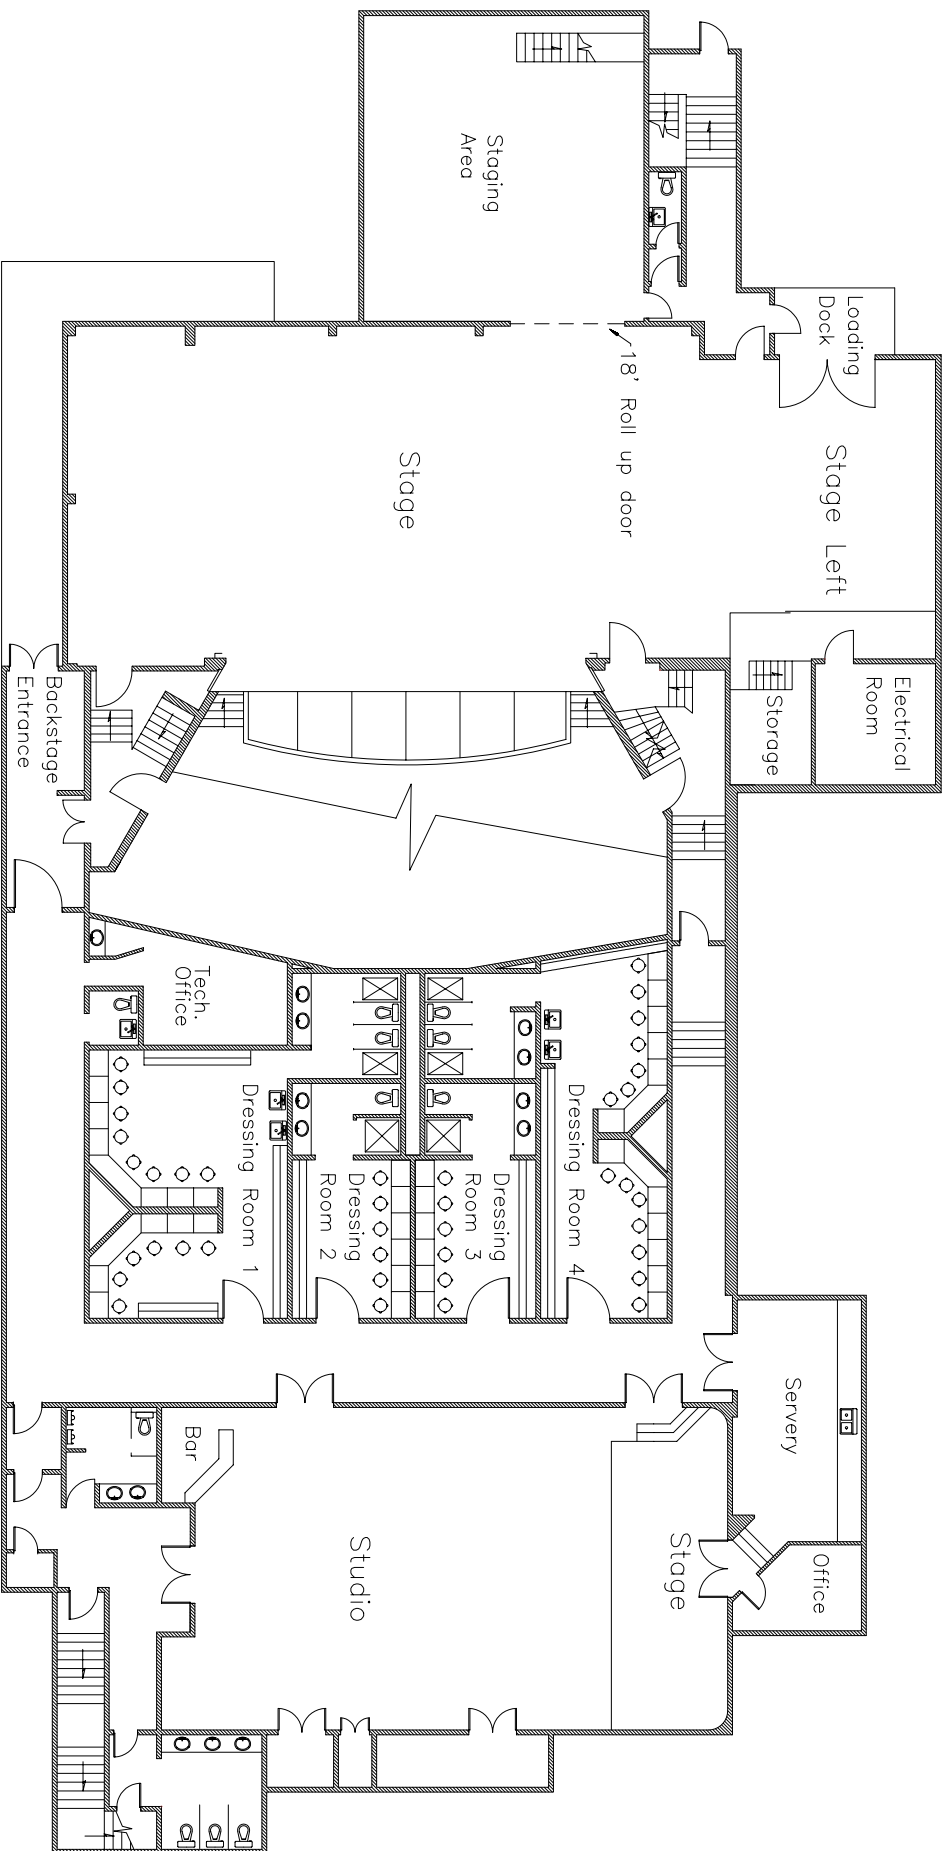 Staging
Area
Loading
Dock
18' Roll up door
Stage
Stage Left
Electrical
Room
Storage
Backstage
Entrance
Tech.
Office
Dressing Room 1
Dressing
Room 2
Dressing
Room 3
Dressing Room 4
Servery
Bar
Studio
Stage
Office